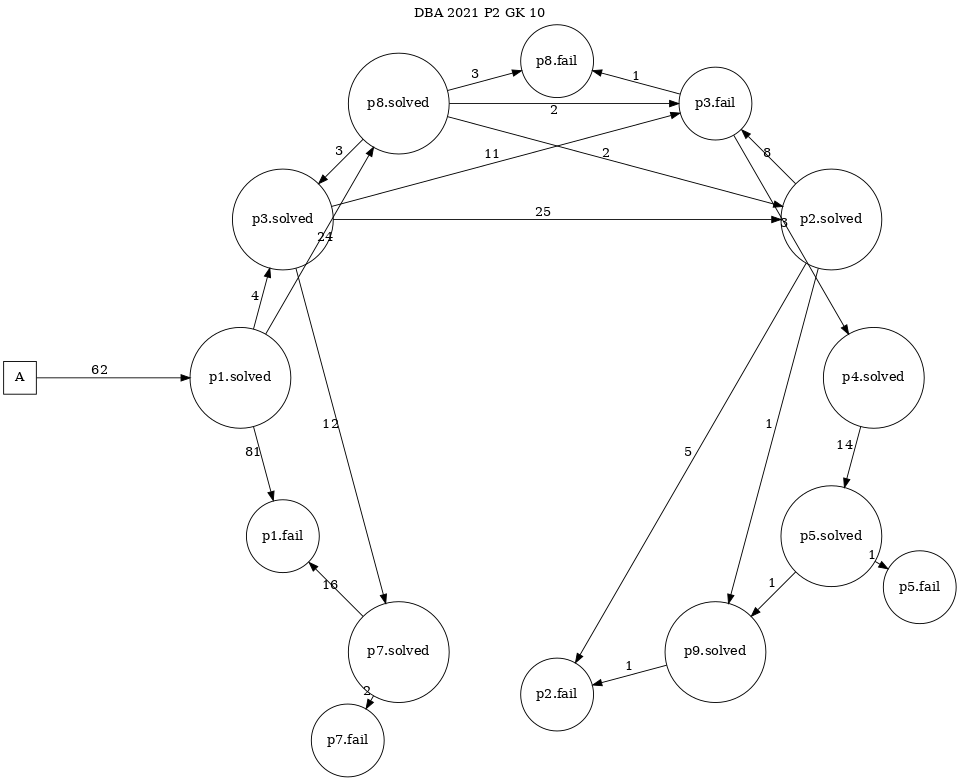 DBA 2021 P2 GK 10
p8.fail
3
1
p8.solved
2
p3.fail
3
11
2
8
p3.solved
25
p2.solved
24
3
4
A
62
p1.solved
p4.solved
81
12
5
1
14
p1.fail
p5.solved
1
p5.fail
16
1
p7.solved
p9.solved
1
2
p2.fail
p7.fail